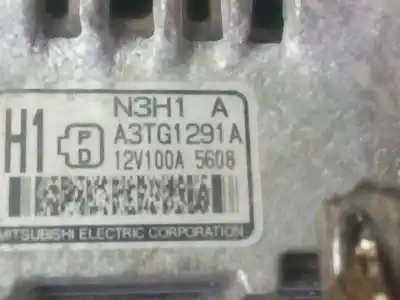 N3H1 A
H1 P D A3TG1291A
12V100A 5608
MITSUBISHI ELECTRIC CORPORATION